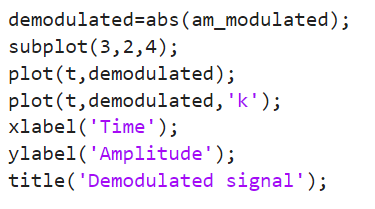 demodulated=abs(am_modulated);
subplot(3,2,4);
plot(t,demodulated);
plot(t,demodulated,'k');
xlabel('Time');
ylabel('Amplitude');
title('Demodulated signal');